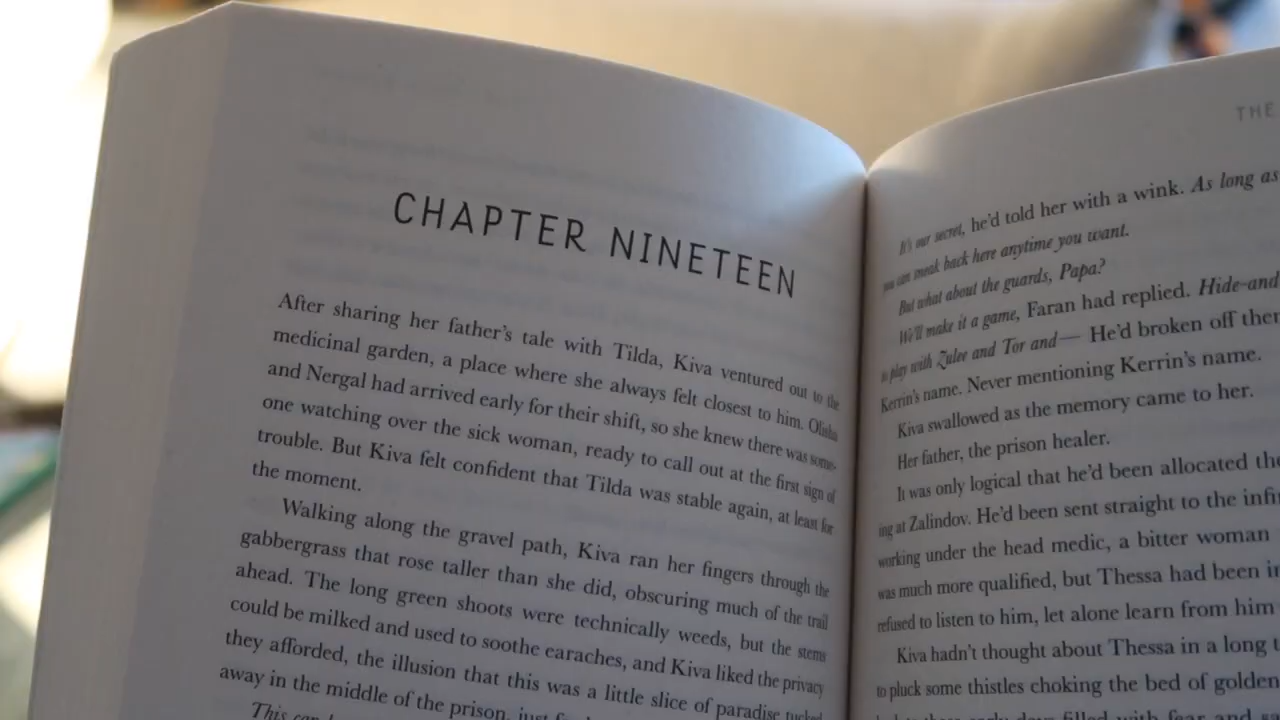 CHAPTER NINETEEN
After sharing her father's tale with Tilda, Kiva ventured out to the
medicinal garden, a place where she always felt closest to him. Olisha
and Nergal had arrived early for their shift, so she knew there was some-
one watching over the sick woman, ready to call out at the first sign of
trouble. But Kiva felt confident that Tilda was stable again, at least for
the moment.
Walking along the gravel path, Kiva ran her fingers through the
gabbergrass that rose taller than she did, obscuring much of the trail
ahead. The long green shoots were technically weeds, but the stems
could be milked and used to soothe earaches, and Kiva liked the privacy
they afforded, the illusion that this was a little slice of paradise tucked
away in the middle of the prison, just
This
THE
It's our secret, he'd told her with a wink. As long as
you can sneak back here anytime you want.
But what about the guards, Papa?
We'll make it a game, Faran had replied. Hide-and
to play with Zulee and Tor and— He'd broken off
Kerrin's name. Never mentioning Kerrin's name.
Kiva swallowed as the memory came to her.
Her father, the prison healer.
It was only logical that he'd been allocated the
ing at Zalindov. He'd been sent straight to the
working under the head medic, a bitter woman
was much more qualified, but Thessa had been
refused to listen to him, let alone learn from him
Kiva hadn't thought about Thessa in a long
to pluck some thistles choking the bed of golden
those early days filled with fear and